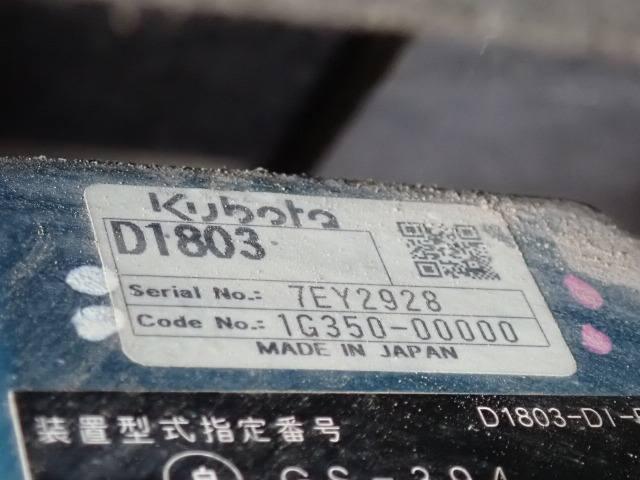 Kubota
D1803
Serial No.: 7EY2928
Code No.: 1G350-00000
MADE IN JAPAN
装置型式指定番号 D1803-DI-